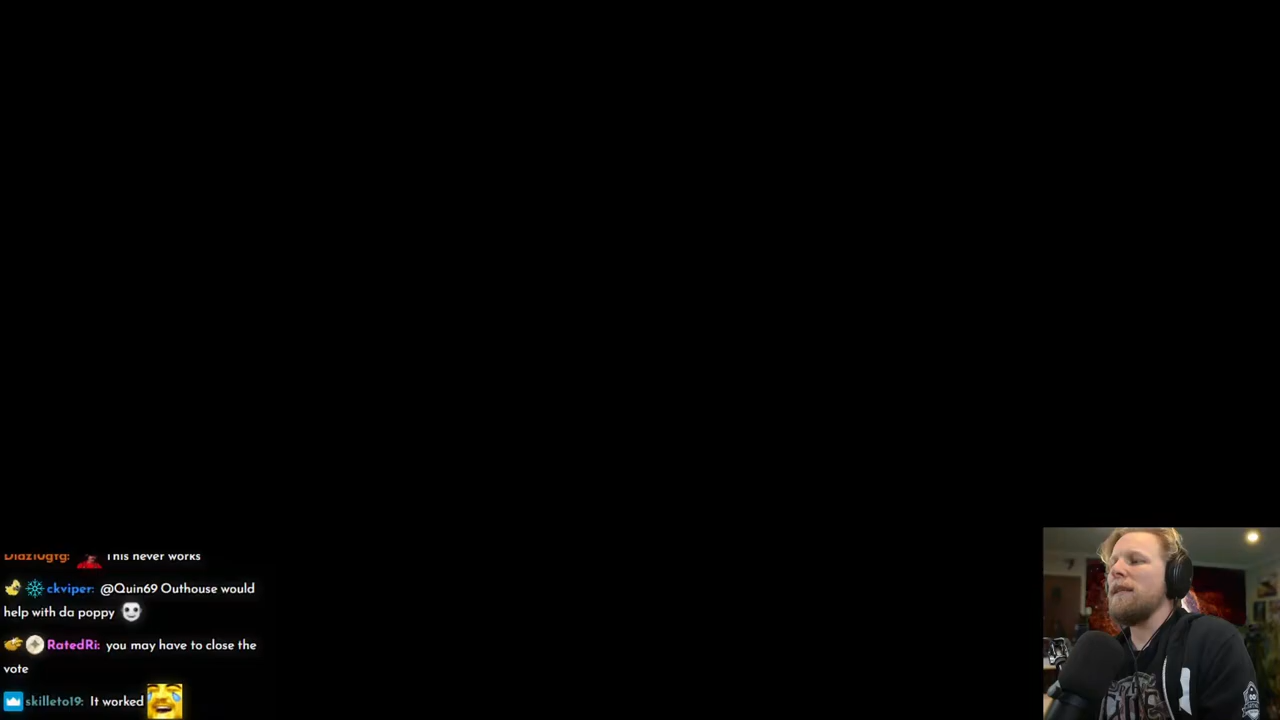 Diaz10gfg: This never works
ckviper: @Quin69 Outhouse would
help with da poppy
RatedRi: you may have to close the
vote
skilleto19: It worked